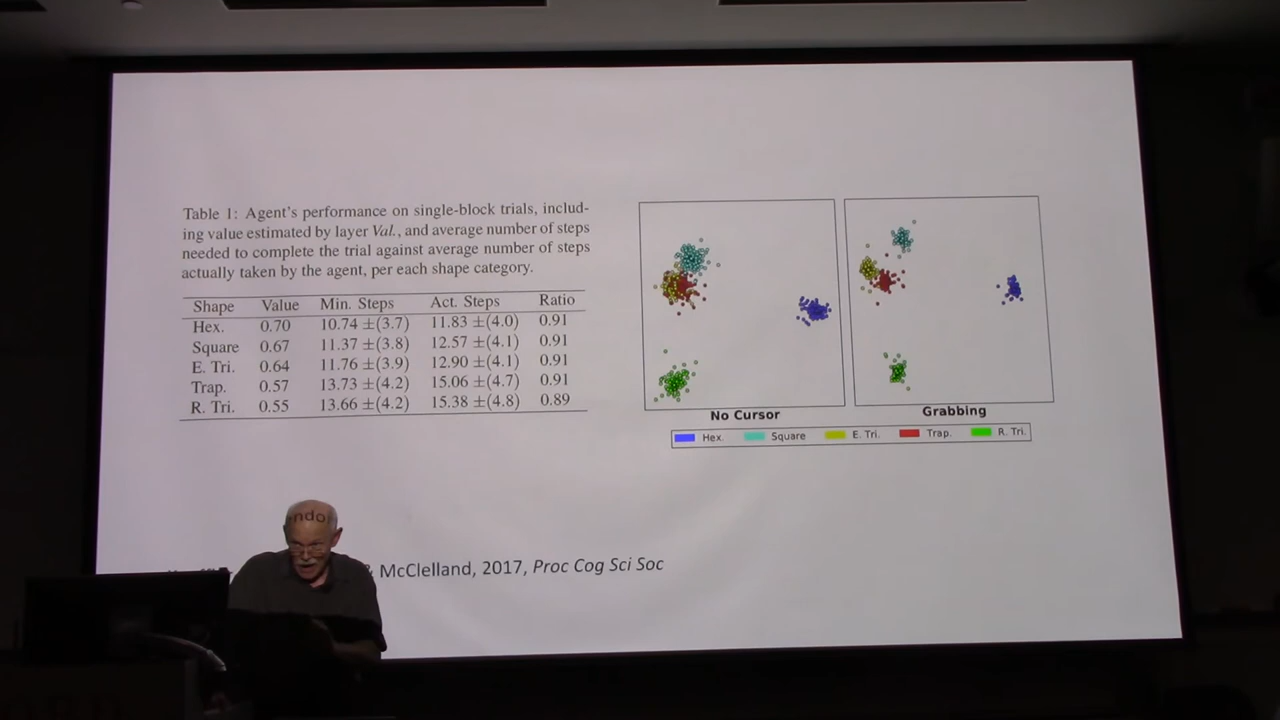 Table 1: Agent's performance on single-block trials, includ-
ing value estimated by layer Val., and average number of steps
needed to complete the trial against average number of steps
actually taken by the agent, per each shape category.
Shape Value Min. Steps Act. Steps Ratio
Hex. 0.70 10.74 ±(3.7) 11.83 ±(4.0) 0.91
Square 0.67 11.37 ±(3.8) 12.57 ±(4.1) 0.91
E. Tri. 0.64 11.76 ±(3.9) 12.90 ±(4.1) 0.91
Trap. 0.57 13.73 ±(4.2) 15.06 ±(4.7) 0.91
R. Tri. 0.55 13.66 ±(4.2) 15.38 ±(4.8) 0.89
No Cursor Grabbing
Hex. Square E. Tri. Trap. R. Tri.
McClelland, 2017, Proc Cog Sci Soc